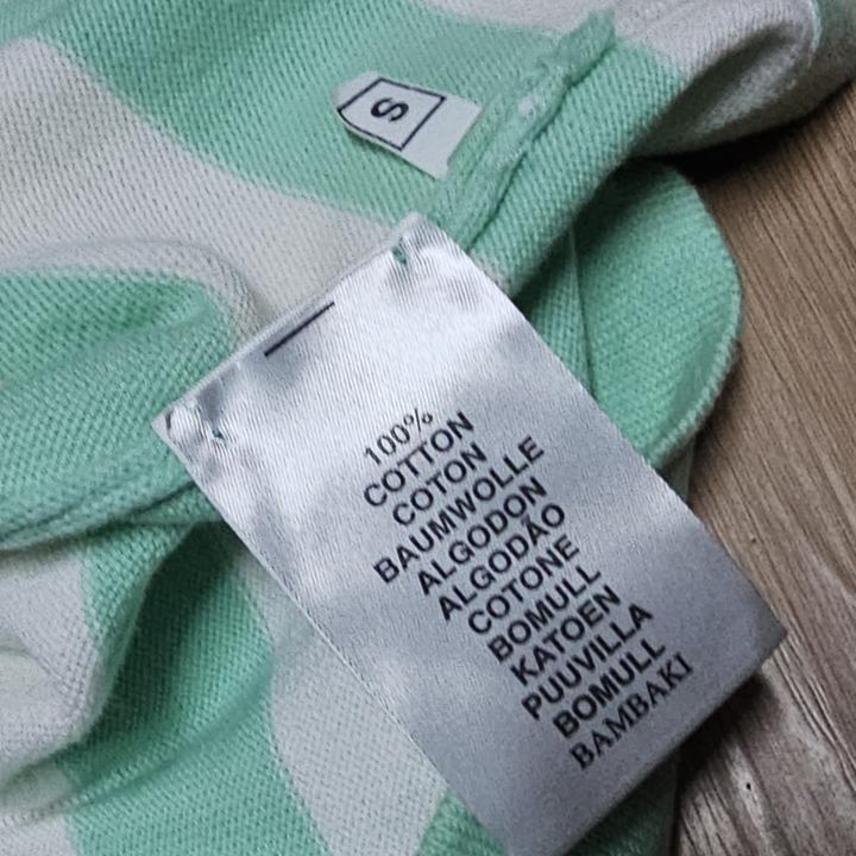 S
100%
COTTON
COTON
BAUMWOLLE
ALGODON
ALGODÃO
COTONE
BOMULL
KATOEN
PUUVILLA
BOMULL
BAMBAKI